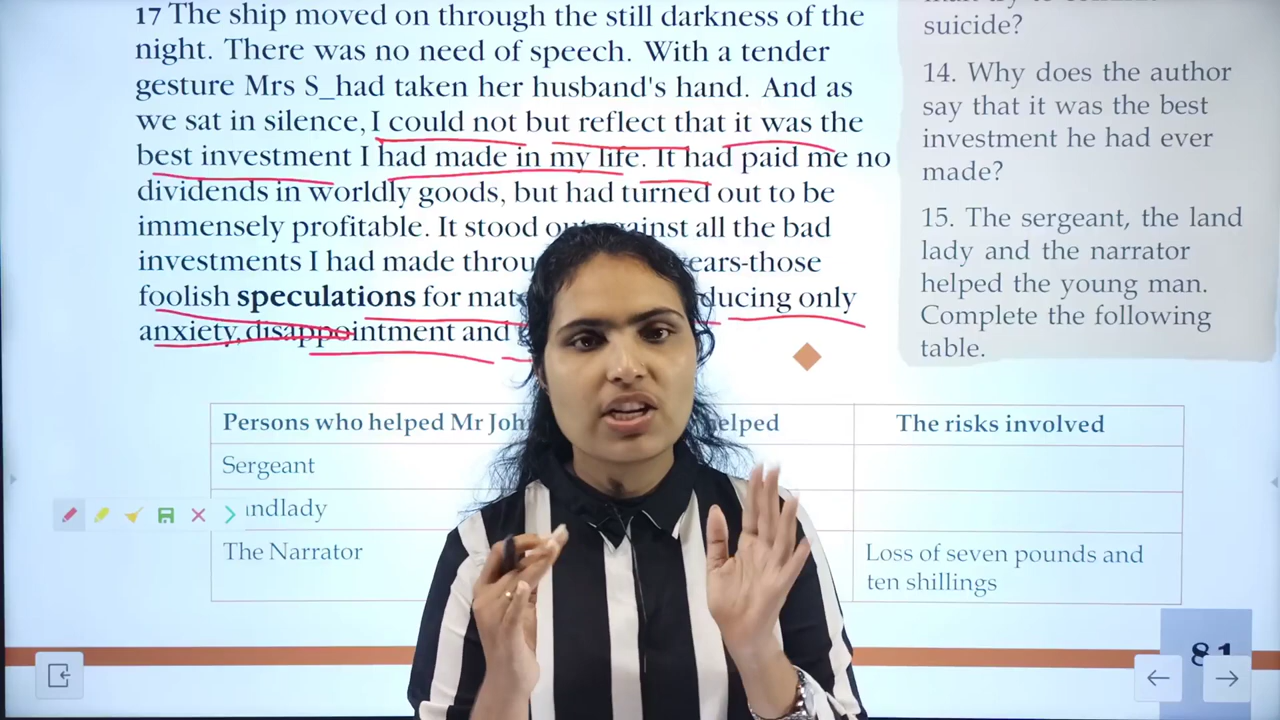 17 The ship moved on through the still darkness of the
night. There was no need of speech. With a tender
gesture Mrs S_had taken her husband's hand. And as
we sat in silence, I could not but reflect that it was the
best investment I had made in my life. It had paid me no
dividends in worldly goods, but had turned out to be
immensely profitable. It stood out against all the bad
investments I had made throu ears-those
foolish speculations for mat ducing only
anxiety, disappointment and
suicide?
14. Why does the author
say that it was the best
investment he had ever
made?
15. The sergeant, the land
lady and the narrator
helped the young man.
Complete the following
table.
Persons who helped Mr Joh elped The risks involved
Sergeant
ndlady
The Narrator
Loss of seven pounds and
ten shillings
81